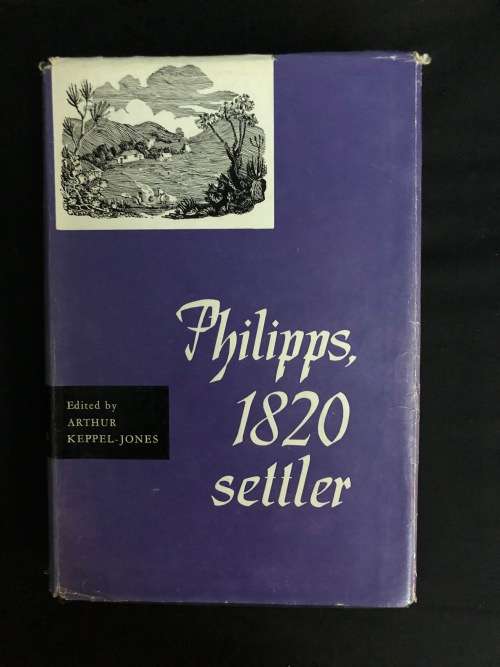 Philipps,
1820
settler
Edited by
ARTHUR
KEPPEL-JONES